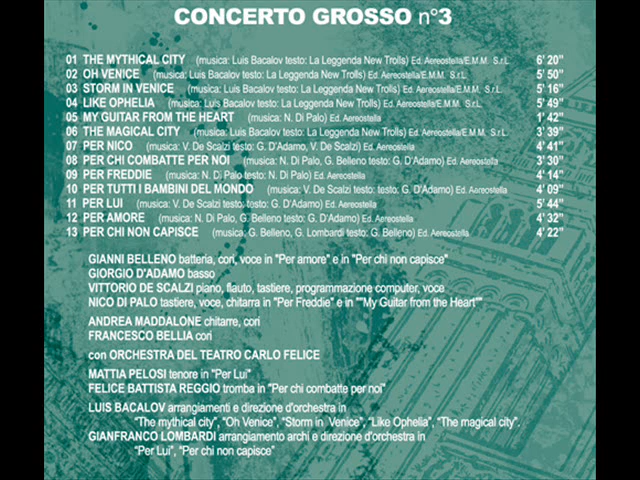 CONCERTO GROSSO n°3
01 THE MYTHICAL CITY (musica: Luis Bacalov testo: La Leggenda New Trolls) Ed. Aereostella/E.M.M. S.r.L. 6' 20"
02 OH VENICE (musica: Luis Bacalov testo: La Leggenda New Trolls) Ed. Aereostella/E.M.M. S.r.L. 5' 50"
03 STORM IN VENICE (musica: Luis Bacalov testo: La Leggenda New Trolls) Ed. Aereostella/E.M.M. S.r.L. 5' 16"
04 LIKE OPHELIA (musica: Luis Bacalov testo: La Leggenda New Trolls) Ed. Aereostella/E.M.M. S.r.L. 5' 49"
05 MY GUITAR FROM THE HEART (musica: N. Di Palo) Ed. Aereostella 1' 42"
06 THE MAGICAL CITY (musica: Luis Bacalov testo: La Leggenda New Trolls) Ed. Aereostella/E.M.M. S.r.L. 3' 39"
07 PER NICO (musica: V. De Scalzi testo: G. D'Adamo, V. De Scalzi) Ed. Aereostella 4' 41"
08 PER CHI COMBATTE PER NOI (musica: N. Di Palo, G. Belleno testo: G. D'Adamo) Ed. Aereostella 3' 30"
09 PER FREDDIE (musica: N. Di Palo testo: N. Di Palo) Ed. Aereostella 4' 14"
10 PER TUTTI I BAMBINI DEL MONDO (musica: V. De Scalzi testo: testo: G. D'Adamo) Ed. Aereostella 4' 09"
11 PER LUI (musica: V. De Scalzi testo: G. D'Adamo) Ed. Aereostella 5' 44"
12 PER AMORE (musica: N. Di Palo, G. Belleno testo: G. D'Adamo) Ed. Aereostella 4' 32"
13 PER CHI NON CAPISCE (musica: G. Belleno, G. Lombardi testo: G. Belleno) Ed. Aereostella 4' 22"
GIANNI BELLENO batteria, cori, voce in "Per amore" e in "Per chi non capisce"
GIORGIO D'ADAMO basso
VITTORIO DE SCALZI piano, flauto, tastiere, programmazione computer, voce
NICO DI PALO tastiere, voce, chitarra in "Per Freddie" e in ""My Guitar from the Heart""
ANDREA MADDALONE chitarre, cori
FRANCESCO BELLIA cori
con ORCHESTRA DEL TEATRO CARLO FELICE
MATTIA PELOSI tenore in "Per Lui"
FELICE BATTISTA REGGIO tromba in "Per chi combatte per noi"
LUIS BACALOV arrangiamenti e direzione d'orchestra in
"The mythical city", "Oh Venice", "Storm in Venice", "Like Ophelia", "The magical city".
GIANFRANCO LOMBARDI arrangiamento archi e direzione d'orchestra in
"Per Lui", "Per chi non capisce"